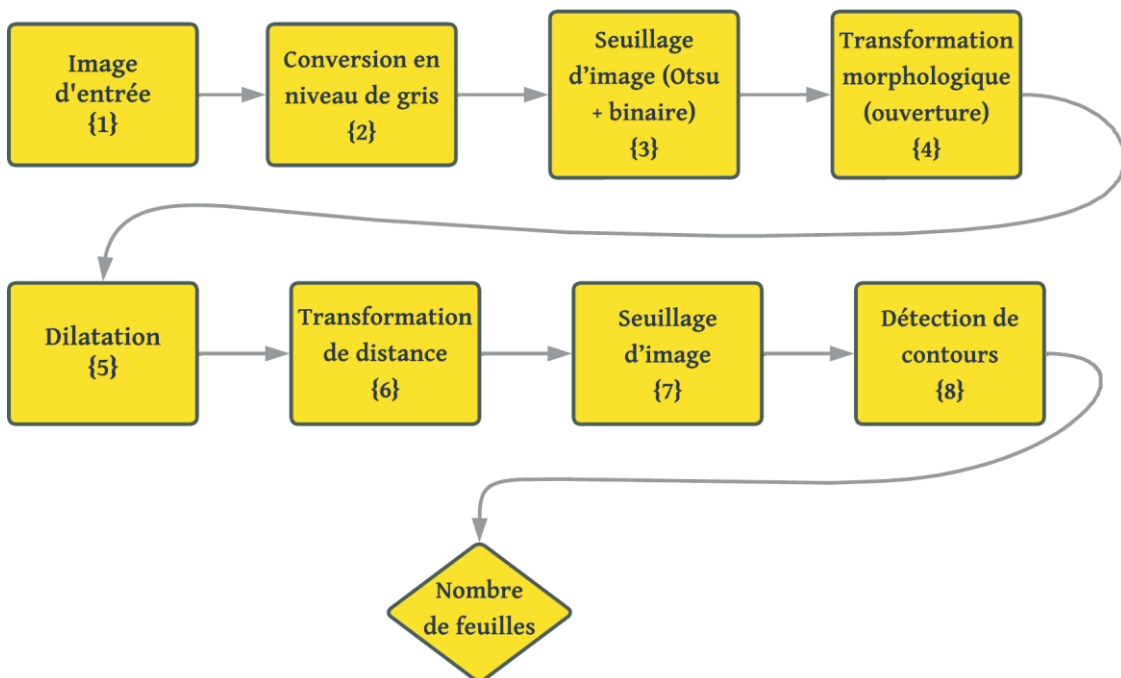 Image
d'entrée
{1}
Conversion en
niveau de gris
{2}
Seuillage
d’image (Otsu
+ binaire)
{3}
Transformation
morphologique
(ouverture)
{4}
Dilatation
{5}
Transformation
de distance
{6}
Seuillage
d’image
{7}
Détection de
contours
{8}
Nombre
de feuilles